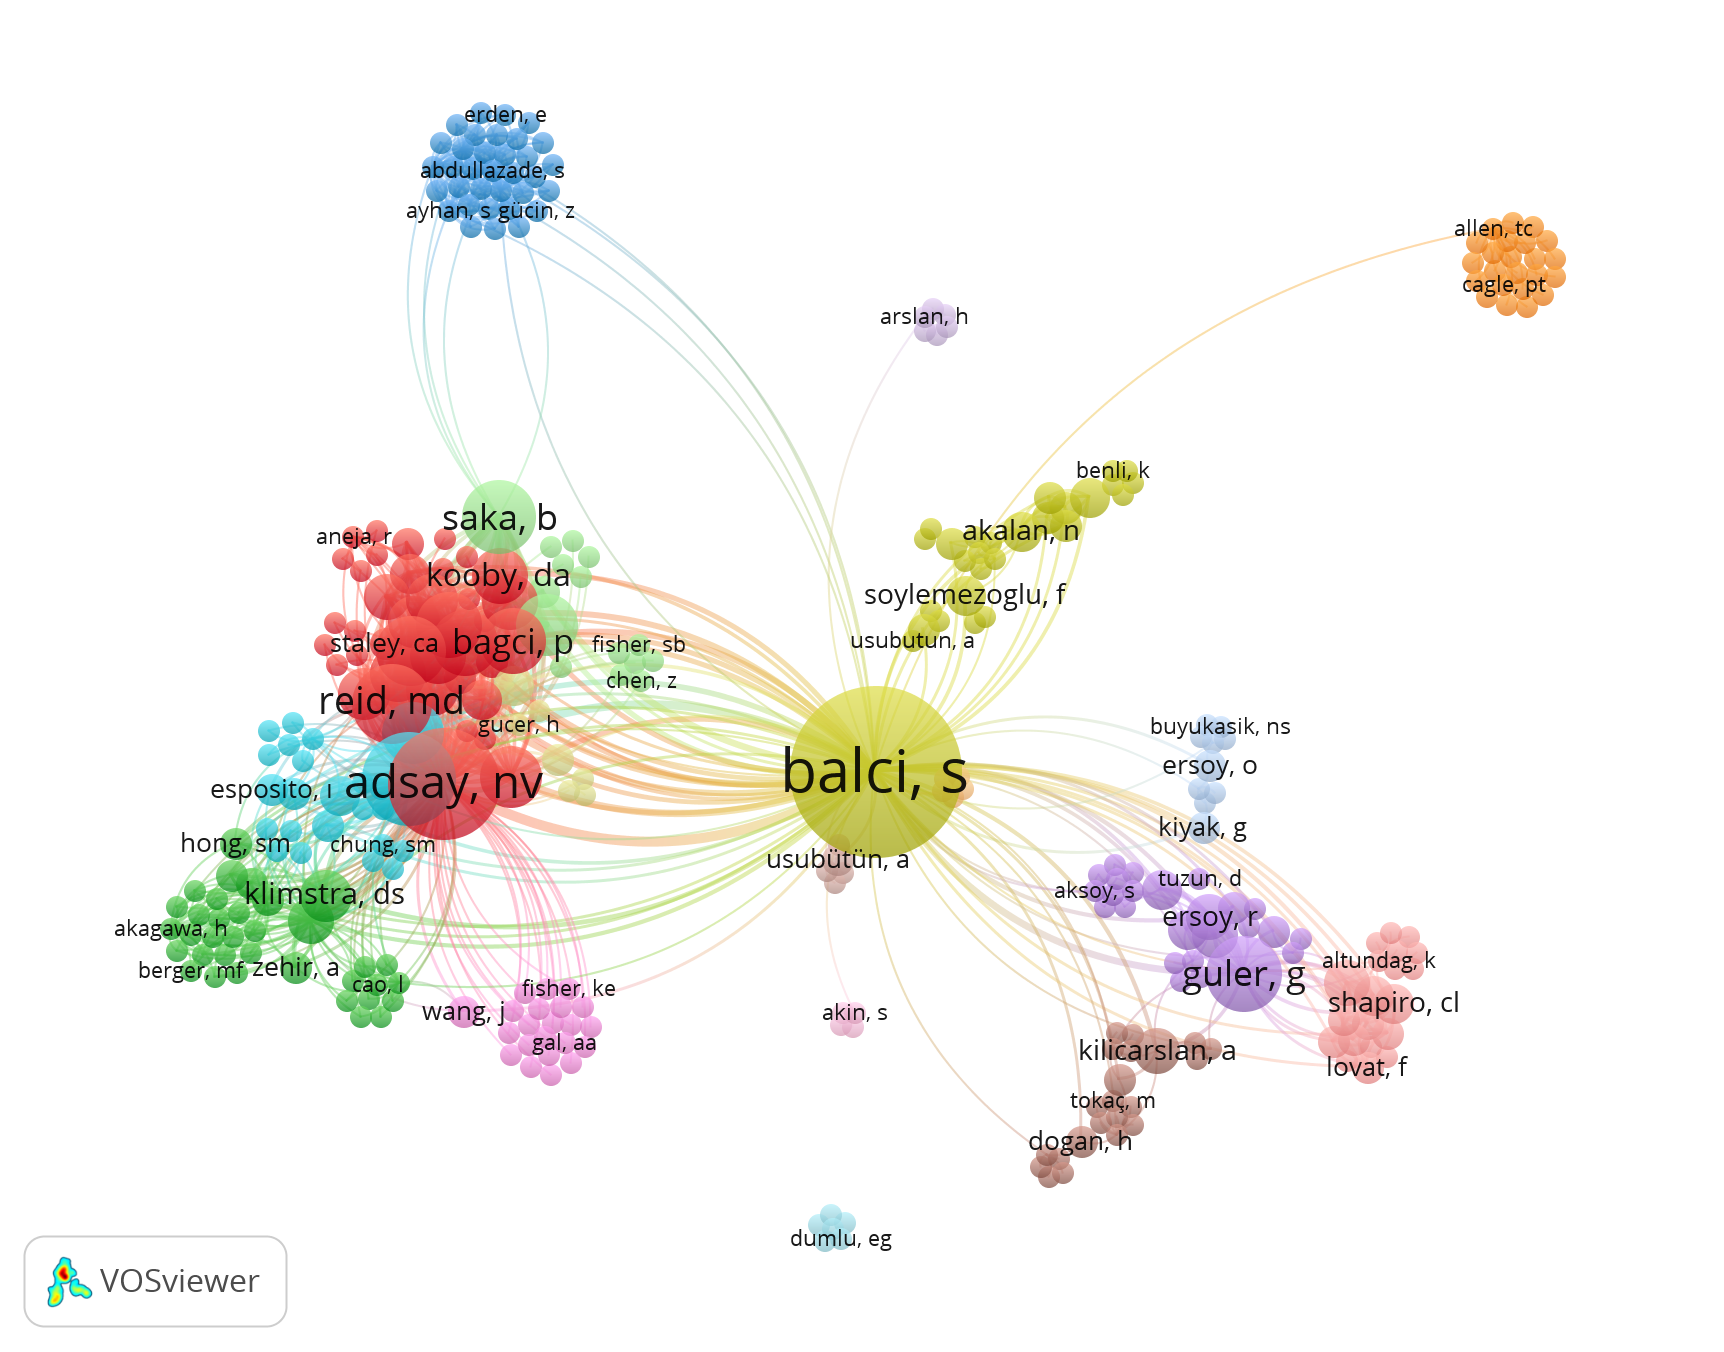 erden, e
abdullazade, s
ayhan, s gücin, z
allen, tc
cagle, pt
arslan, h
benli, k
saka, b
akalan, n
aneja, r
kooby, da
soylemezoglu, f
staley, ca bagci, p
fisher, sb
usubutun, a
chen, z
reid, md
gucer, h
buyukasik, ns
ersoy, o
balci, s
adsay, nv
esposito, ı
kiyak, g
hong, sm
chung, sm
usubütün, a
klimstra, ds
aksoy, s
tuzun, d
ersoy, r
akagawa, h
altundag, k
berger, mf zehir, a
guler, g
cao, l
fisher, ke
wang, j
akin, s
shapiro, cl
gal, aa
kilicarslan, a
lovat, f
tokaç, m
dogan, h
dumlu, eg
VOSviewer